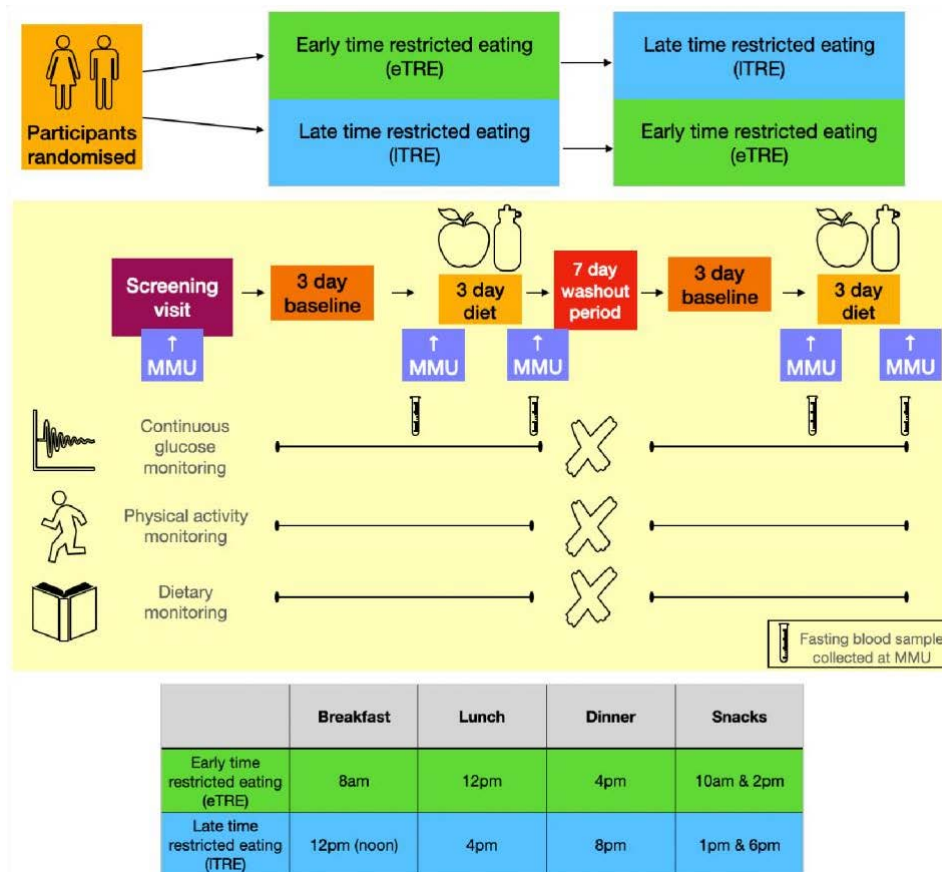 Participants
randomised
Early time restricted eating
(eTRE)
Late time restricted eating
(lTRE)
Late time restricted eating
(lTRE)
Early time restricted eating
(eTRE)
Screening
visit
3 day
baseline
3 day
diet
7 day
washout
period
3 day
baseline
3 day
diet
↑
MMU
↑
MMU
↑
MMU
↑
MMU
↑
MMU
Continuous
glucose
monitoring
Physical activity
monitoring
Dietary
monitoring
Fasting blood sample
collected at MMU
Breakfast Lunch Dinner Snacks
Early time
restricted eating
(eTRE)
8am 12pm 4pm 10am & 2pm
Late time
restricted eating
(lTRE)
12pm (noon) 4pm 8pm 1pm & 6pm